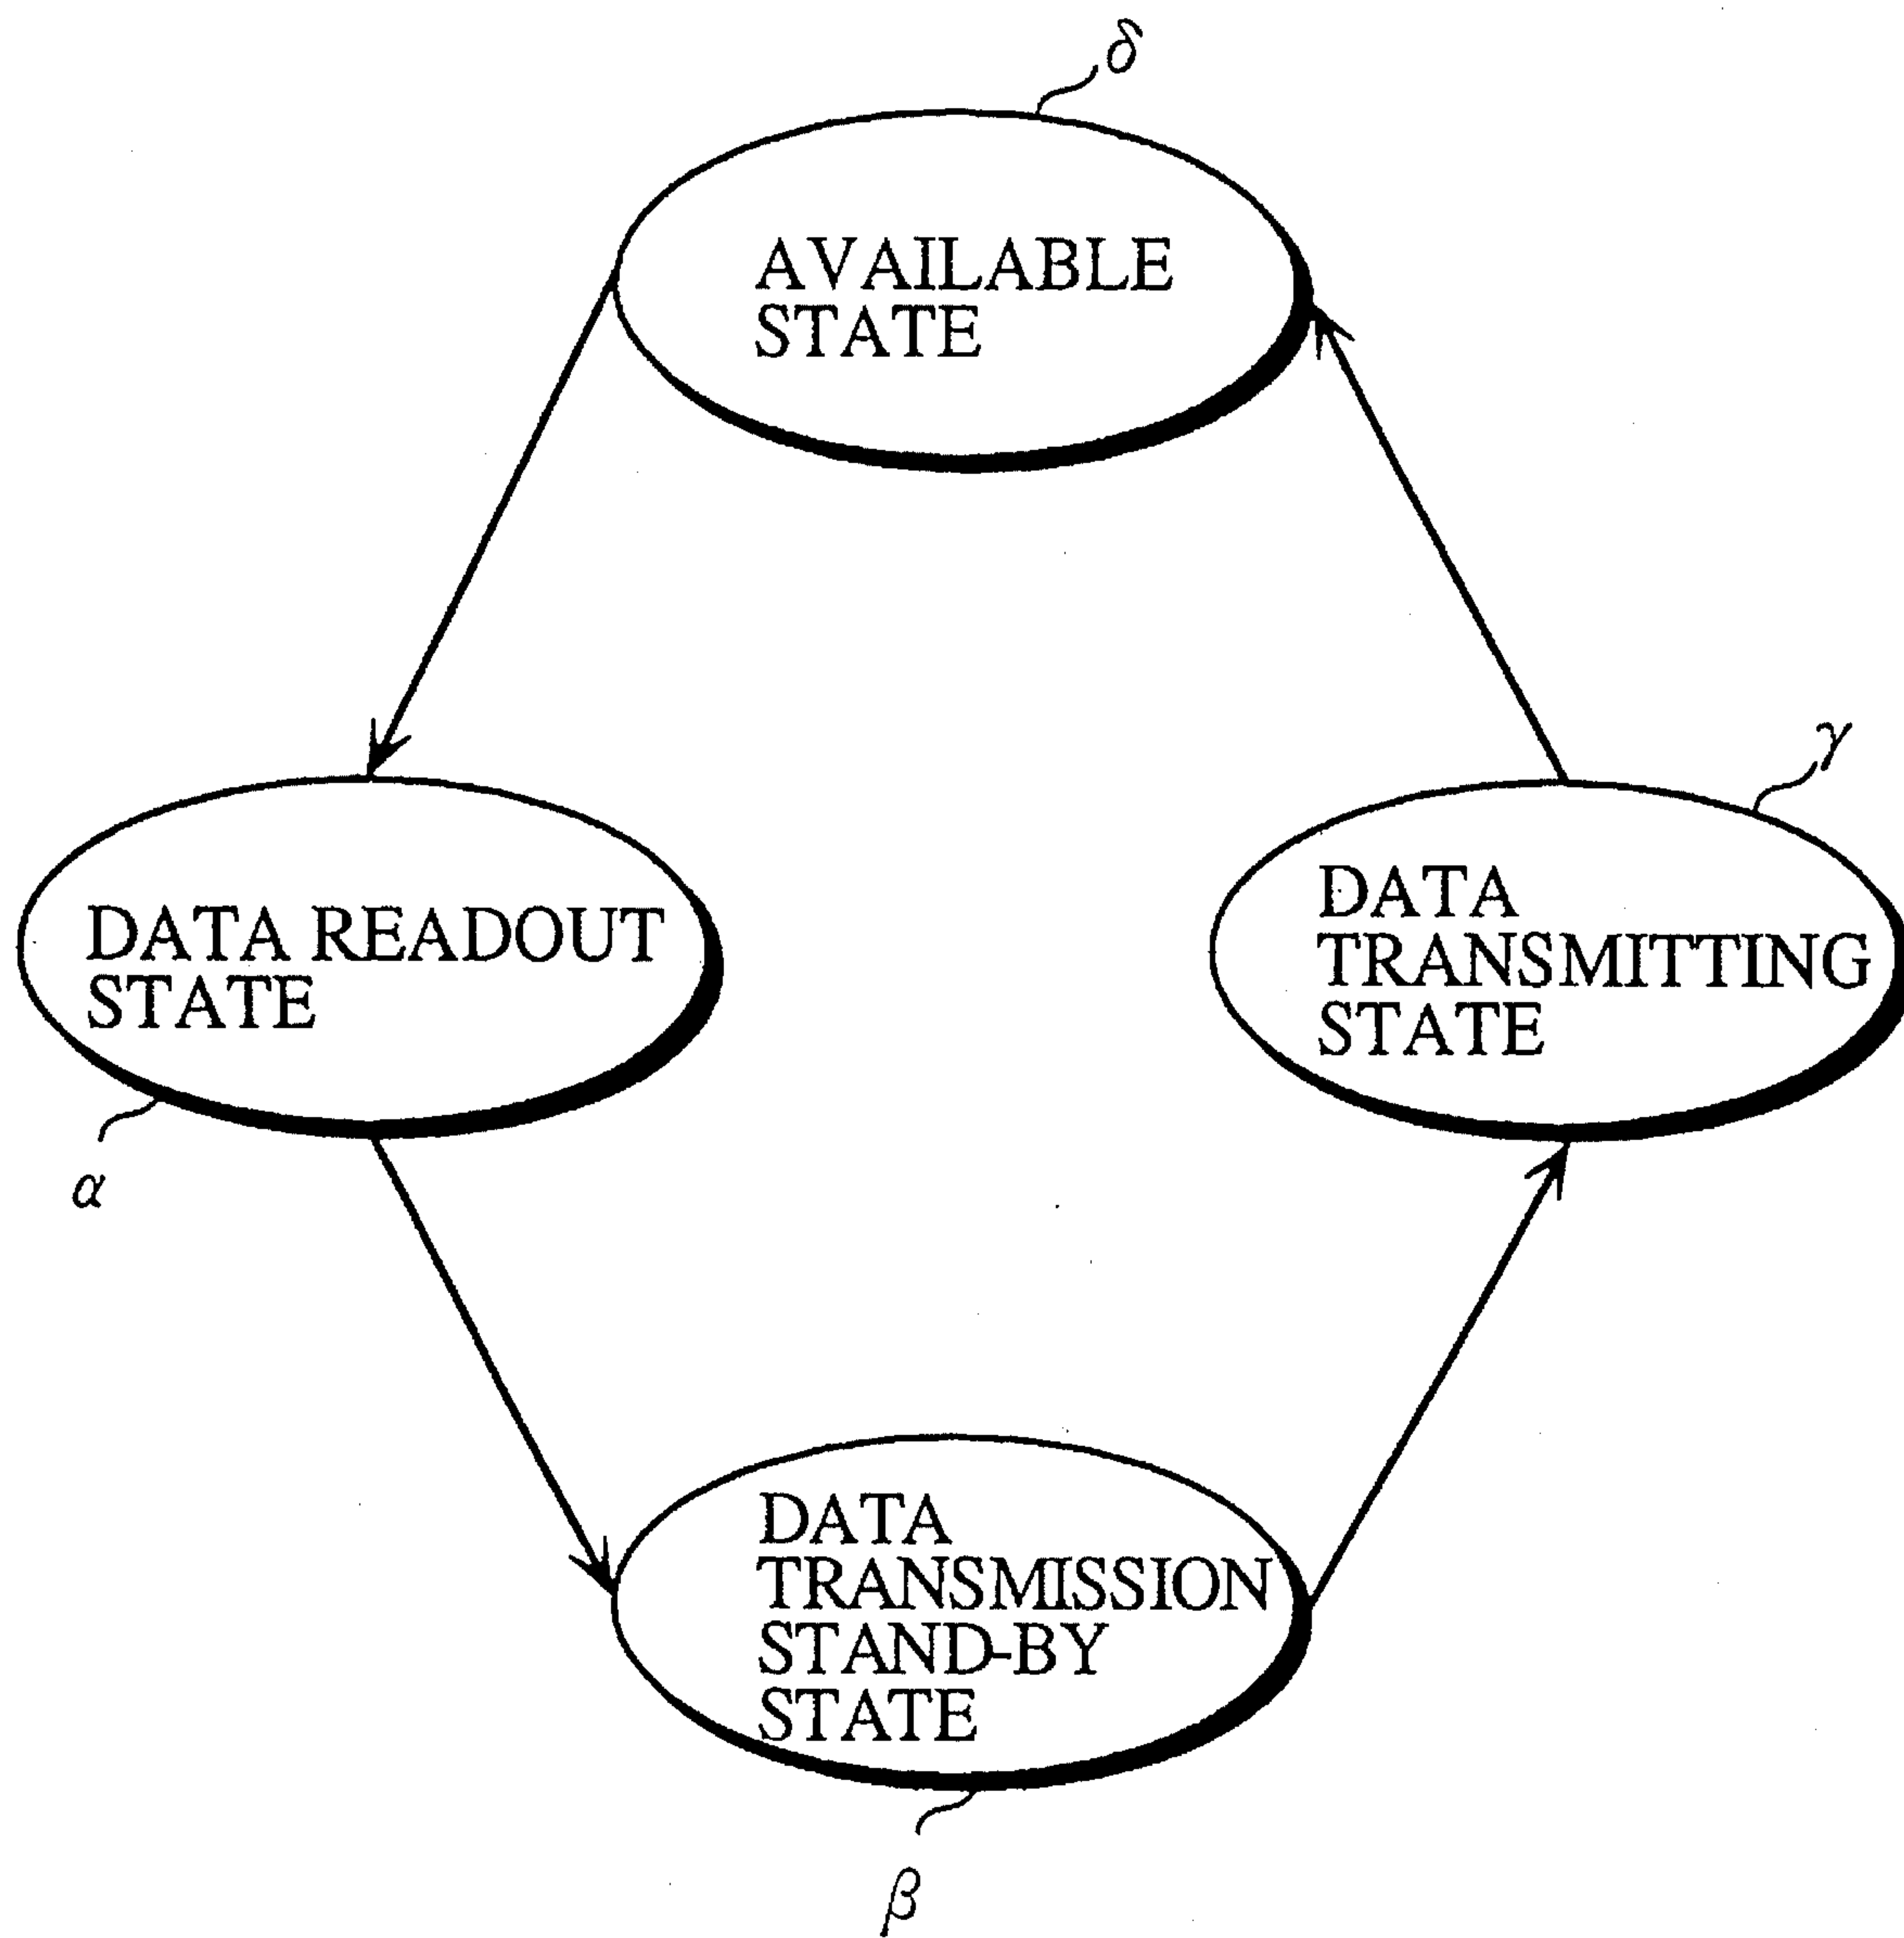 δ
AVAILABLE
STATE
γ
DATA READOUT
STATE
DATA
TRANSMITTING
STATE
α
DATA
TRANSMISSION
STAND-BY
STATE
β